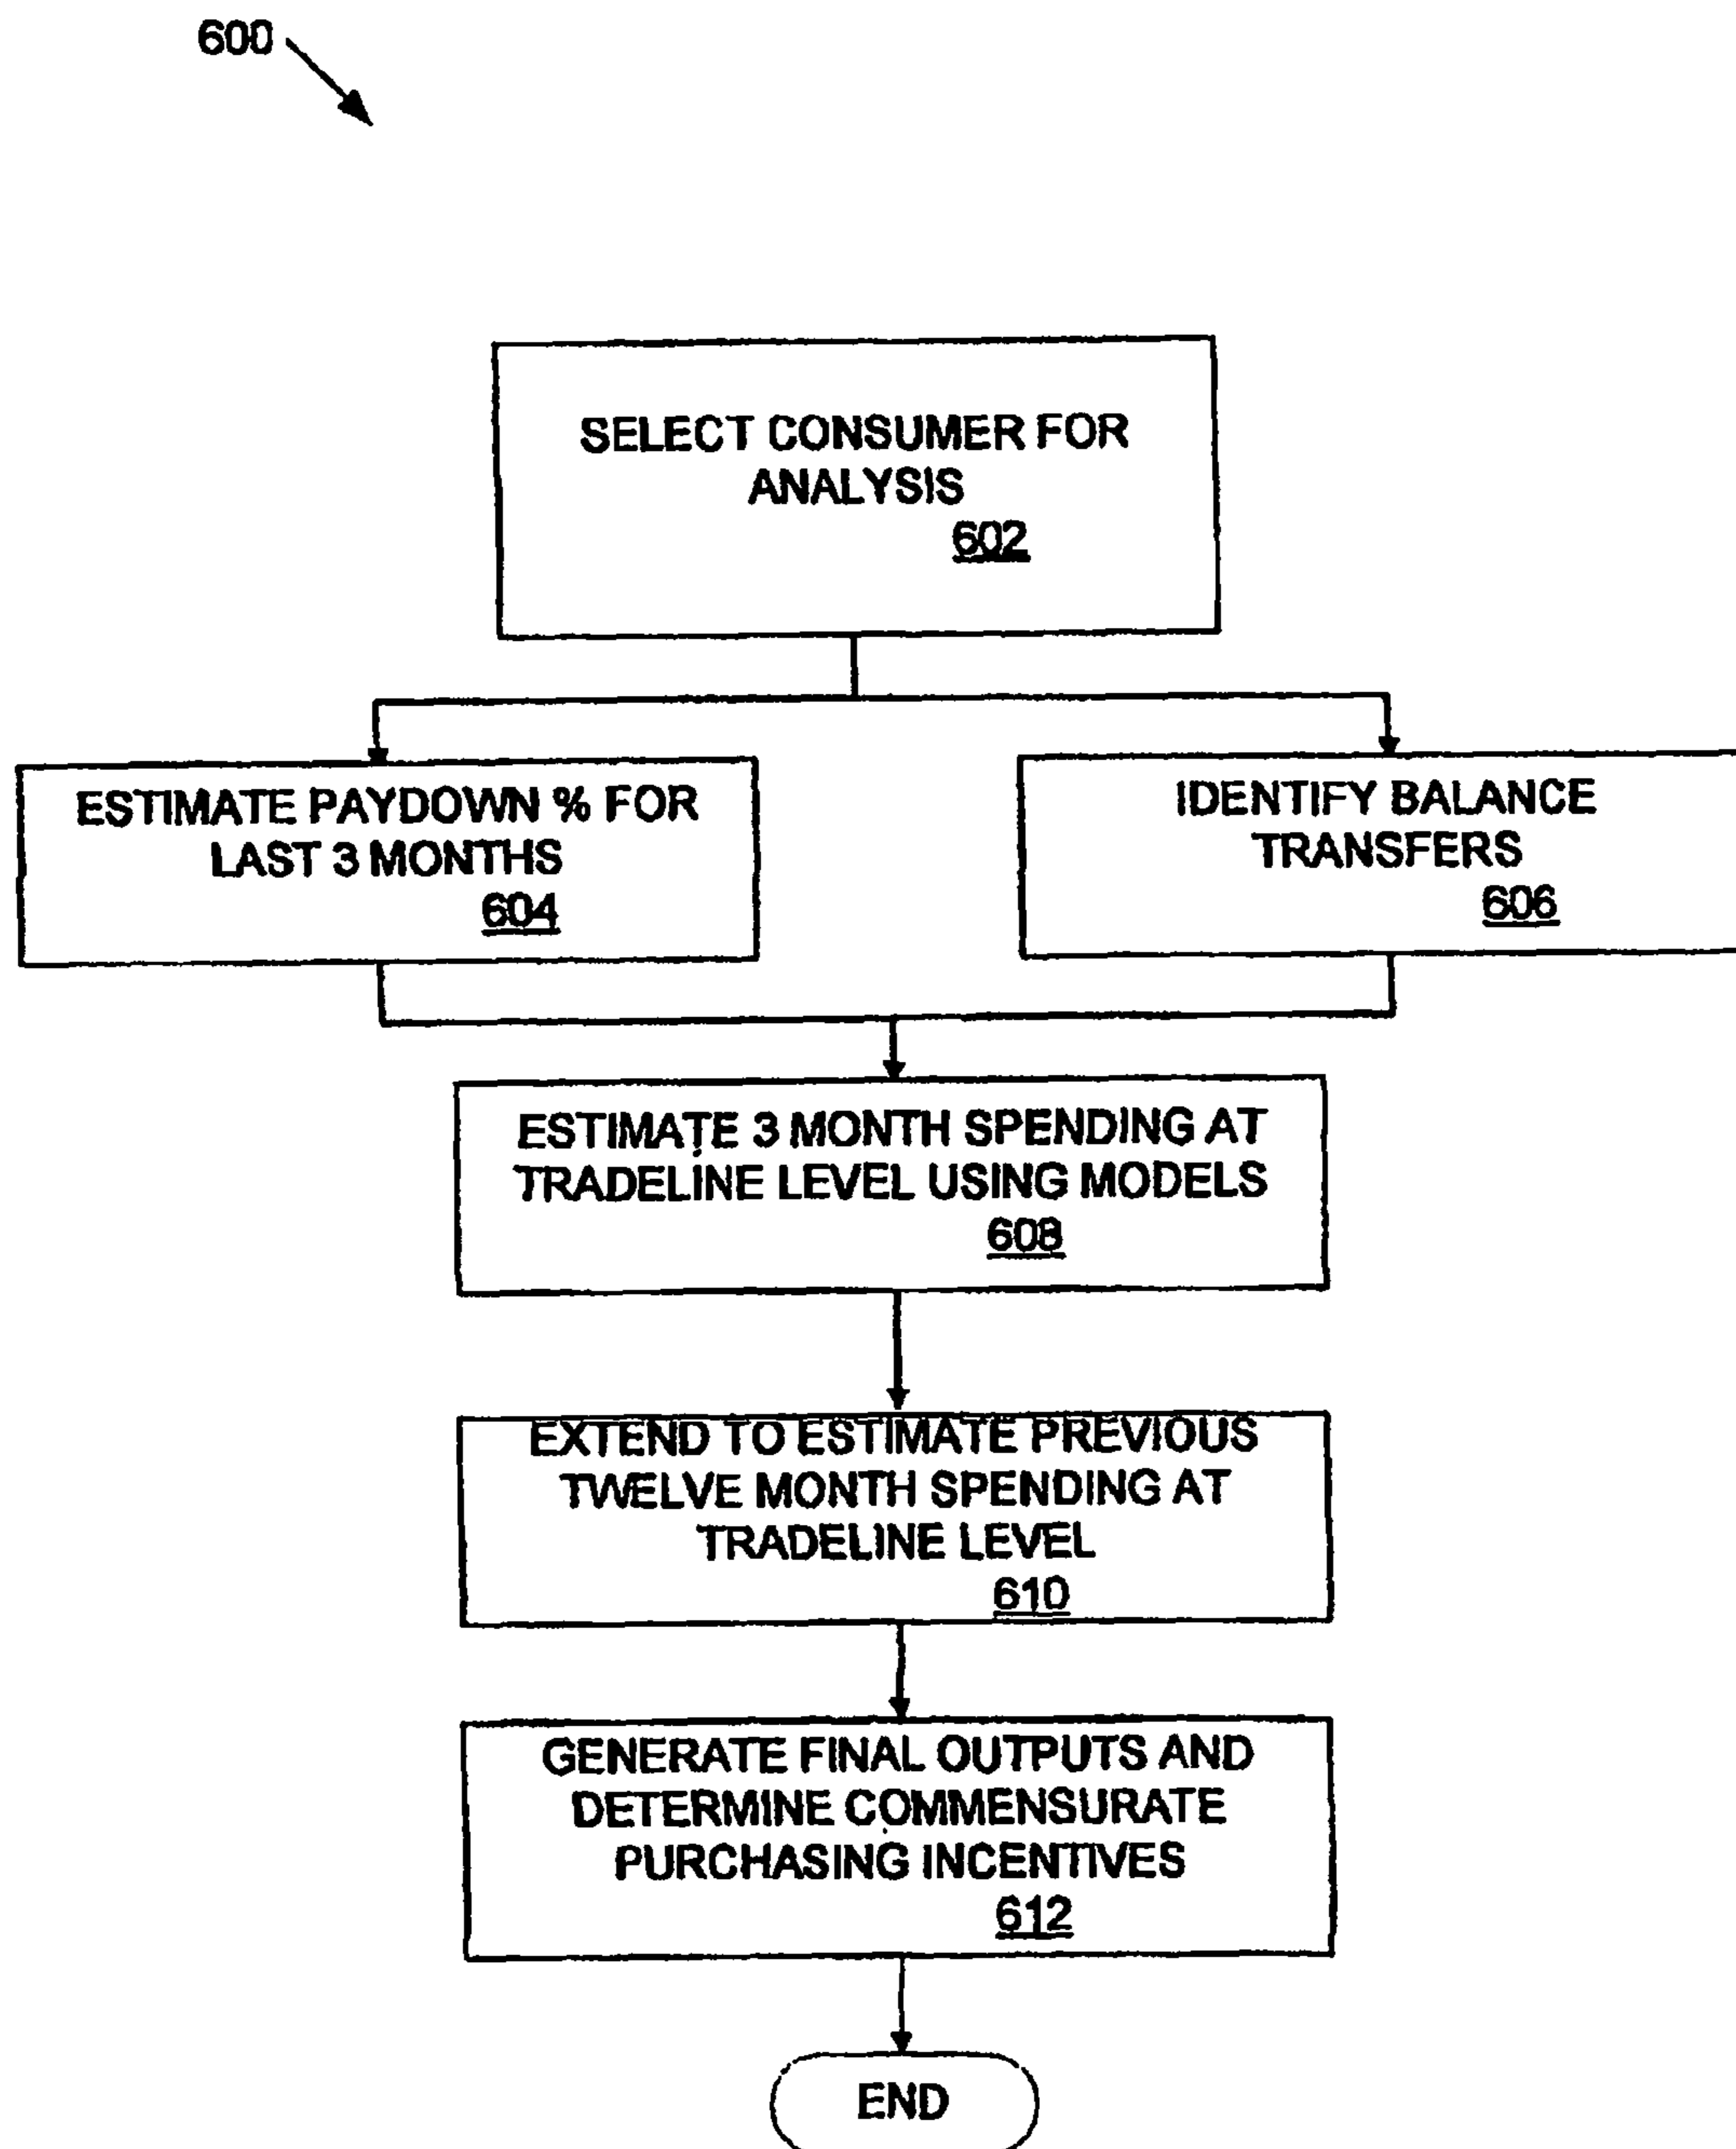 600
SELECT CONSUMER FOR
ANALYSIS
602
ESTIMATE PAYDOWN % FOR
LAST 3 MONTHS
604
IDENTIFY BALANCE
TRANSFERS
606
ESTIMATE 3 MONTH SPENDING AT
TRADELINE LEVEL USING MODELS
608
EXTEND TO ESTIMATE PREVIOUS
TWELVE MONTH SPENDING AT
TRADELINE LEVEL
610
GENERATE FINAL OUTPUTS AND
DETERMINE COMMENSURATE
PURCHASING INCENTIVES
612
END